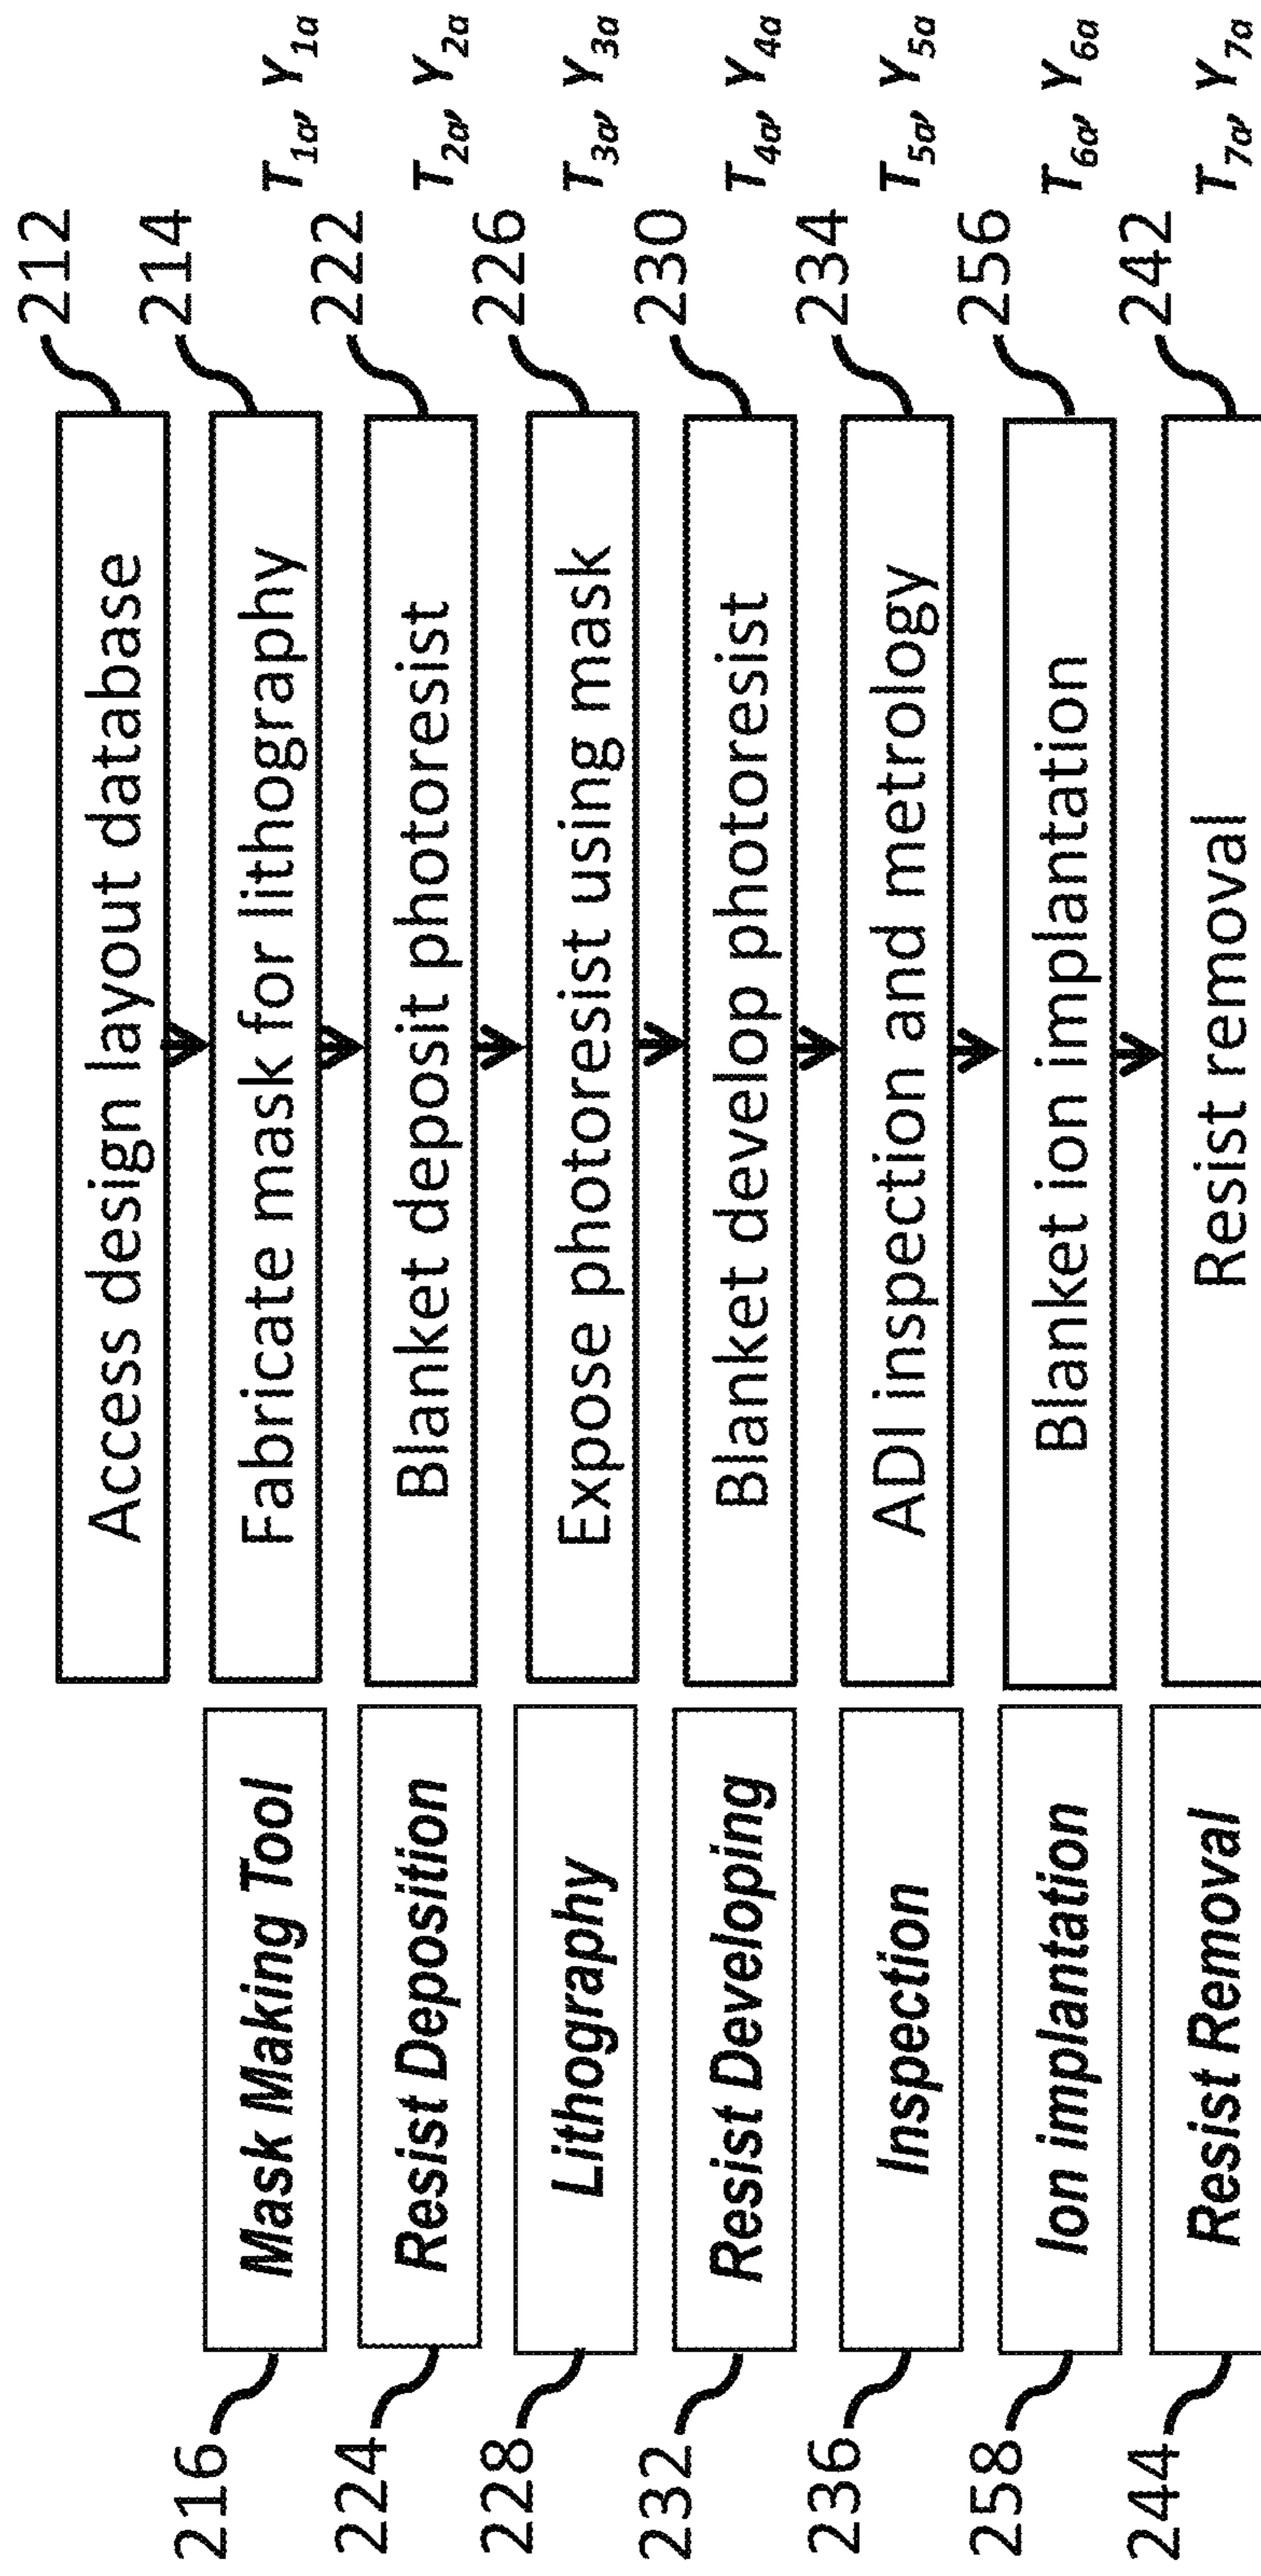 Access design layout database 212
216 Mask Making Tool Fabricate mask for lithography 214 T1a, Y1a
224 Resist Deposition Blanket deposit photoresist 222 T2a, Y2a
228 Lithography Expose photoresist using mask 226 T3a, Y3a
232 Resist Developing Blanket develop photoresist 230 T4a, Y4a
236 Inspection ADI inspection and metrology 234 T5a, Y5a
258 Ion implantation Blanket ion implantation 256 T6a, Y6a
244 Resist Removal Resist removal 242 T7a, Y7a